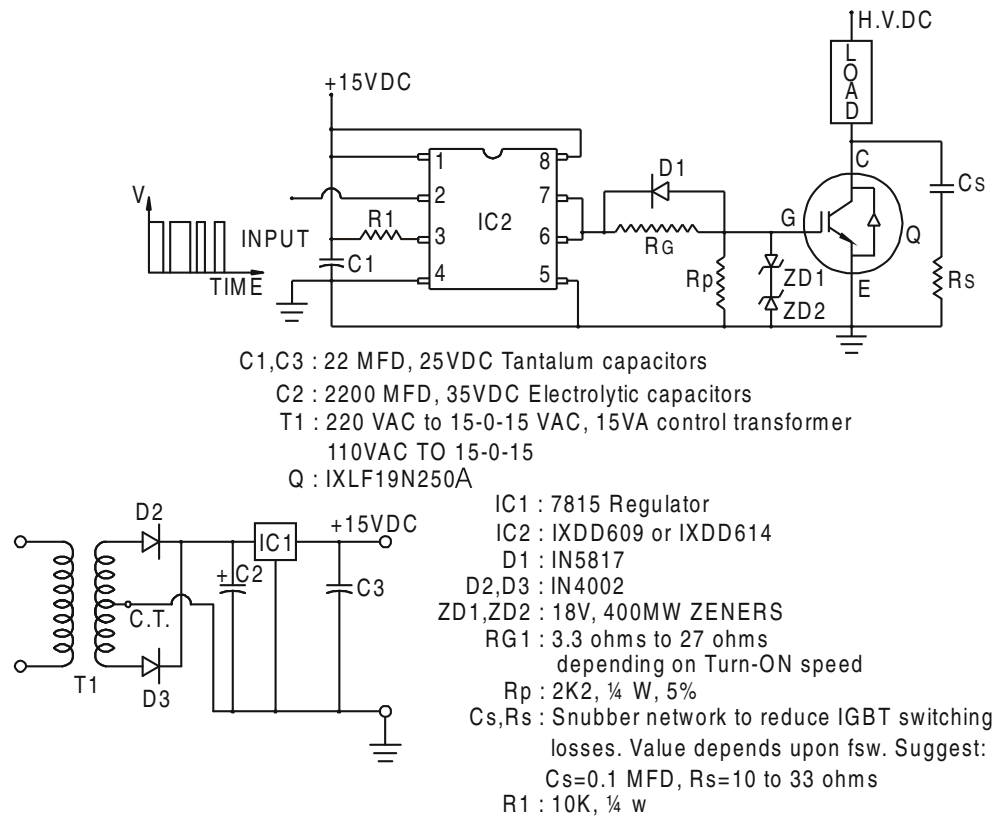 H.V.DC
LOAD
+15VDC
V
INPUT
TIME
R1
C1
1
2
3
4
IC2
8
7
6
5
D1
RG
Rp
ZD1
ZD2
G
C
E
Q
Cs
Rs
C1,C3 : 22 MFD, 25VDC Tantalum capacitors
C2 : 2200 MFD, 35VDC Electrolytic capacitors
T1 : 220 VAC to 15-0-15 VAC, 15VA control transformer
110VAC TO 15-0-15
Q : IXLF19N250A
IC1 : 7815 Regulator
IC2 : IXDD609 or IXDD614
D1 : IN5817
D2,D3 : IN4002
ZD1,ZD2 : 18V, 400MW ZENERS
RG1 : 3.3 ohms to 27 ohms
depending on Turn-ON speed
Rp : 2K2, ¼ W, 5%
Cs,Rs : Snubber network to reduce IGBT switching
losses. Value depends upon fsw. Suggest:
Cs=0.1 MFD, Rs=10 to 33 ohms
R1 : 10K, ¼ w
D2
+15VDC
IC1
+C2
C3
C.T.
T1
D3